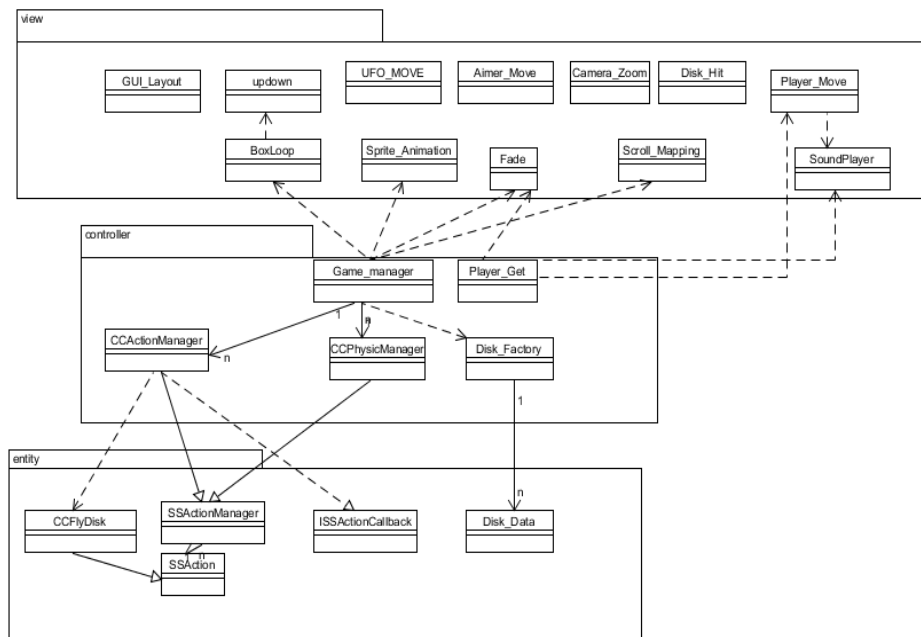 view
GUI_Layout
updown
UFO_MOVE
Aimer_Move
Camera_Zoom
Disk_Hit
Player_Move
BoxLoop
Sprite_Animation
Fade
Scroll_Mapping
SoundPlayer
controller
Game_manager
Player_Get
1
n
CCActionManager
n
CCPhysicManager
Disk_Factory
1
entity
n
CCFlyDisk
SSActionManager
ISSActionCallback
Disk_Data
n
SSAction